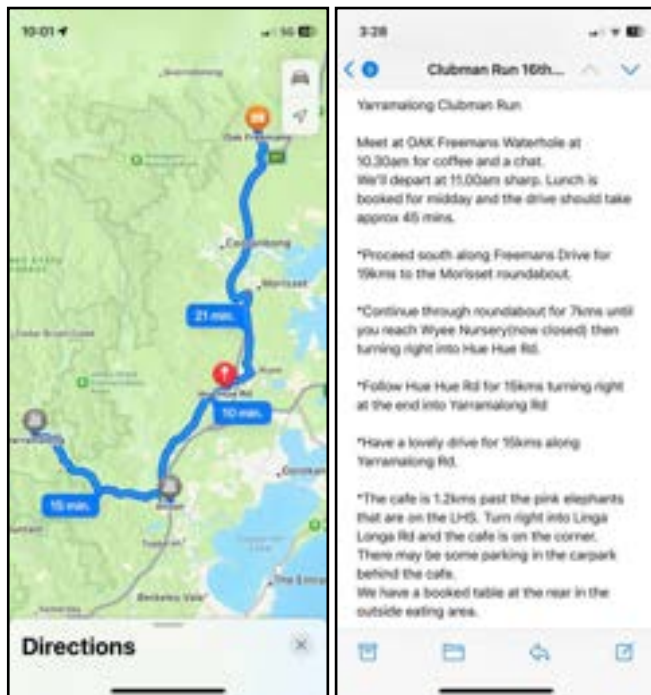 10:01
5G
Oak Freemans
Cooranbong
Morisset
21 min.
Hue Hue Rd
10 min.
Yarramalong
15 min.
Berkeley Vale
The Entra
Directions
3:28
Clubman Run 16th...
Yarramalong Clubman Run
Meet at OAK Freemans Waterhole at
10.30am for coffee and a chat.
We'll depart at 11.00am sharp. Lunch is
booked for midday and the drive should take
approx 45 mins.
*Proceed south along Freemans Drive for
19kms to the Morisset roundabout.
*Continue through roundabout for 7kms until
you reach Wyee Nursery(now closed) then
turning right into Hue Hue Rd.
*Follow Hue Hue Rd for 15kms turning right
at the end into Yarramalong Rd
*Have a lovely drive for 15kms along
Yarramalong Rd.
*The cafe is 1.2kms past the pink elephants
that are on the LHS. Turn right into Linga
Longa Rd and the cafe is on the corner.
There may be some parking in the carpark
behind the cafe.
We have a booked table at the rear in the
outside eating area.